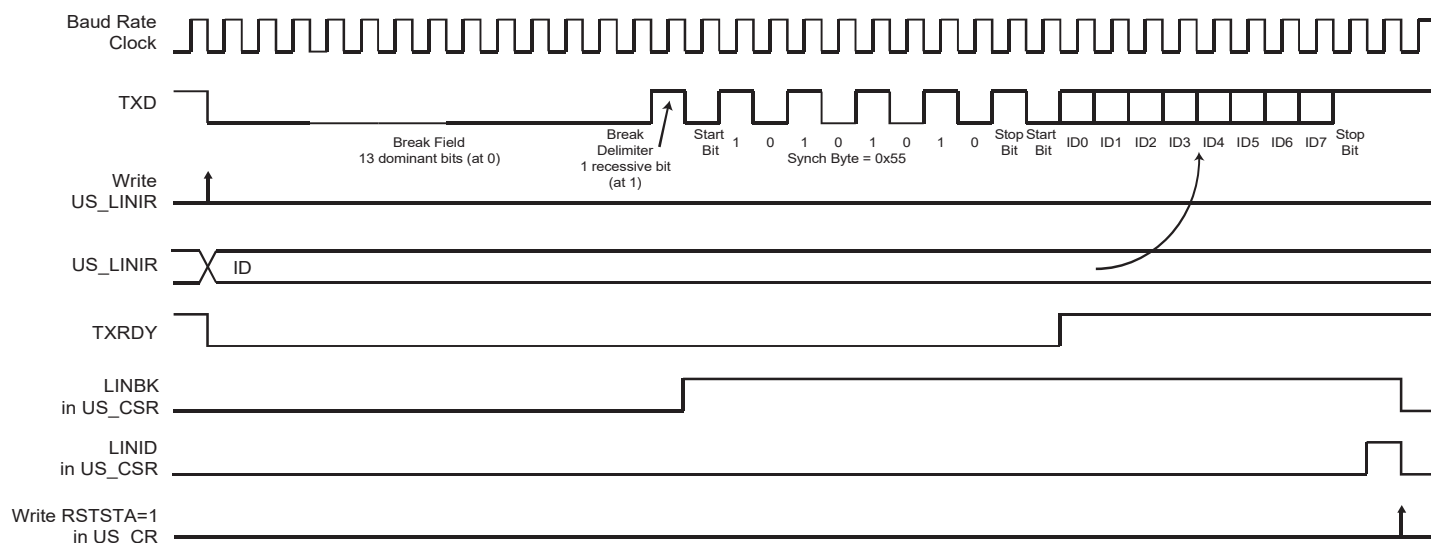 Baud Rate
Clock
TXD
Break Field
13 dominant bits (at 0)
Break
Delimiter
1 recessive bit
(at 1)
Start
Bit
1 0 1 0 1 0 1 0
Synch Byte = 0x55
Stop
Bit
Start
Bit
ID0 ID1 ID2 ID3 ID4 ID5 ID6 ID7
Stop
Bit
Write
US_LINIR
US_LINIR
ID
TXRDY
LINBK
in US_CSR
LINID
in US_CSR
Write RSTSTA=1
in US_CR